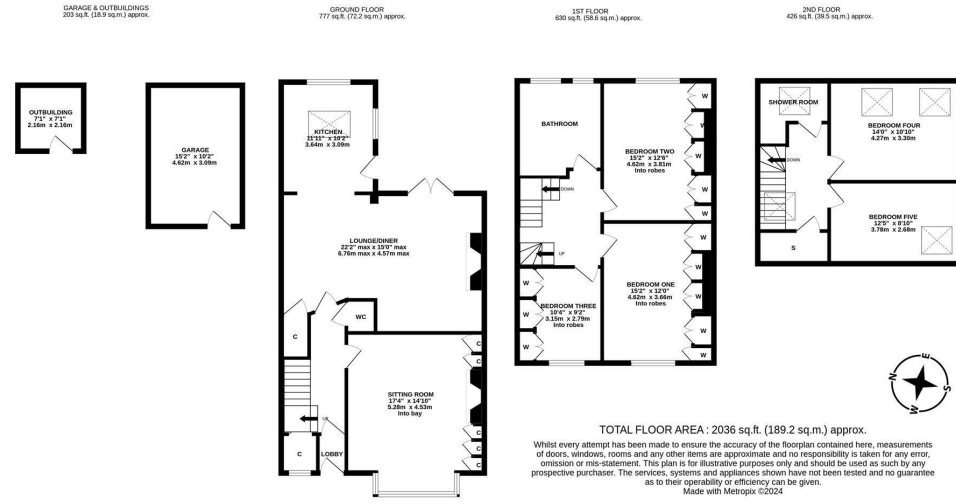 GARAGE & OUTBUILDINGS
203 sq.ft. (18.9 sq.m.) approx.
GROUND FLOOR
777 sq.ft. (72.2 sq.m.) approx.
1ST FLOOR
630 sq.ft. (58.6 sq.m.) approx.
2ND FLOOR
426 sq.ft. (39.5 sq.m.) approx.
OUTBUILDING
7'1" x 7'1"
2.16m x 2.16m
GARAGE
15'2" x 10'2"
4.62m x 3.09m
KITCHEN
11'11" x 10'2"
3.64m x 3.09m
LOUNGE/DINER
22'2" max x 15'0" max
6.76m max x 4.57m max
WC
C
SITTING ROOM
17'4" x 14'10"
5.28m x 4.53m
Into bay
C
C
C
C
C
UP
C
LOBBY
BATHROOM
BEDROOM TWO
15'2" x 12'6"
4.62m x 3.81m
Into robes
W
W
W
W
W
DOWN
UP
BEDROOM ONE
15'2" x 12'0"
4.62m x 3.66m
Into robes
W
W
W
W
W
BEDROOM THREE
10'4" x 9'2"
3.15m x 2.79m
Into robes
W
W
W
SHOWER ROOM
BEDROOM FOUR
14'0" x 10'10"
4.27m x 3.30m
DOWN
BEDROOM FIVE
12'5" x 8'10"
3.78m x 2.68m
S
N
E
S
W
TOTAL FLOOR AREA : 2036 sq.ft. (189.2 sq.m.) approx.
Whilst every attempt has been made to ensure the accuracy of the floorplan contained here, measurements
of doors, windows, rooms and any other items are approximate and no responsibility is taken for any error,
omission or mis-statement. This plan is for illustrative purposes only and should be used as such by any
prospective purchaser. The services, systems and appliances shown have not been tested and no guarantee
as to their operability or efficiency can be given.
Made with Metropix ©2024